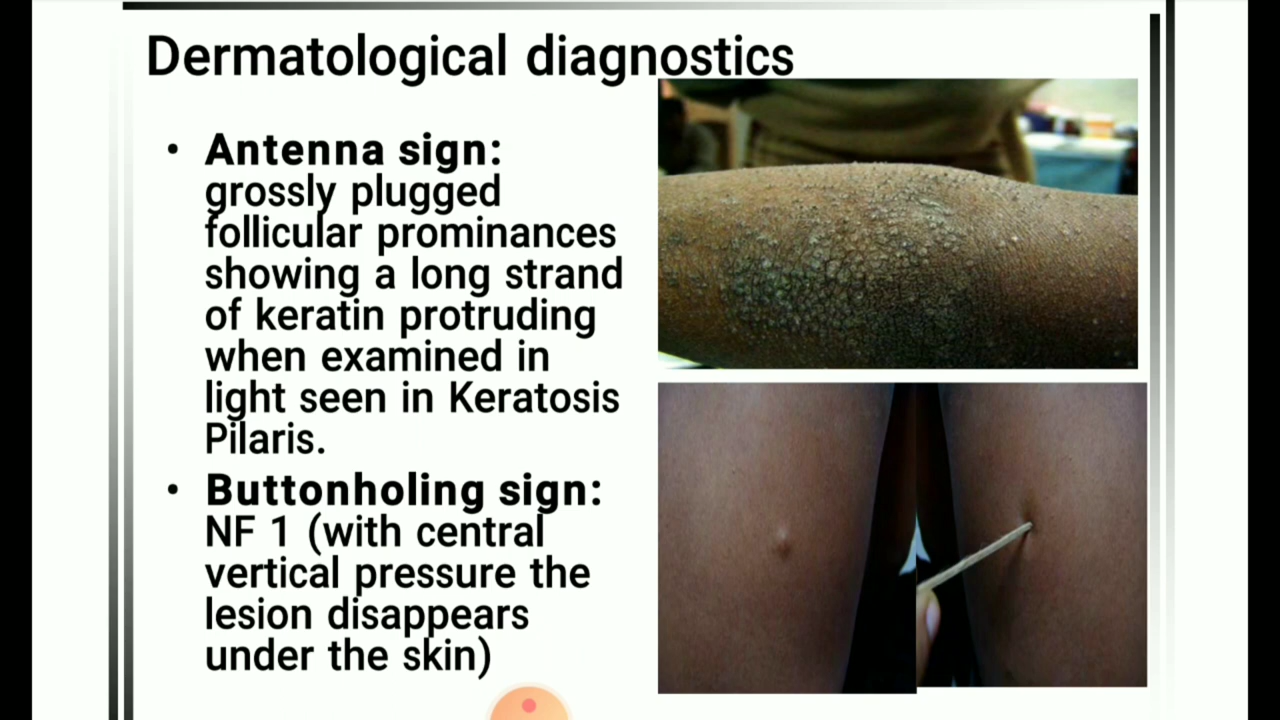 Dermatological diagnostics
• Antenna sign:
grossly plugged
follicular prominances
showing a long strand
of keratin protruding
when examined in
light seen in Keratosis
Pilaris.
• Buttonholing sign:
NF 1 (with central
vertical pressure the
lesion disappears
under the skin)